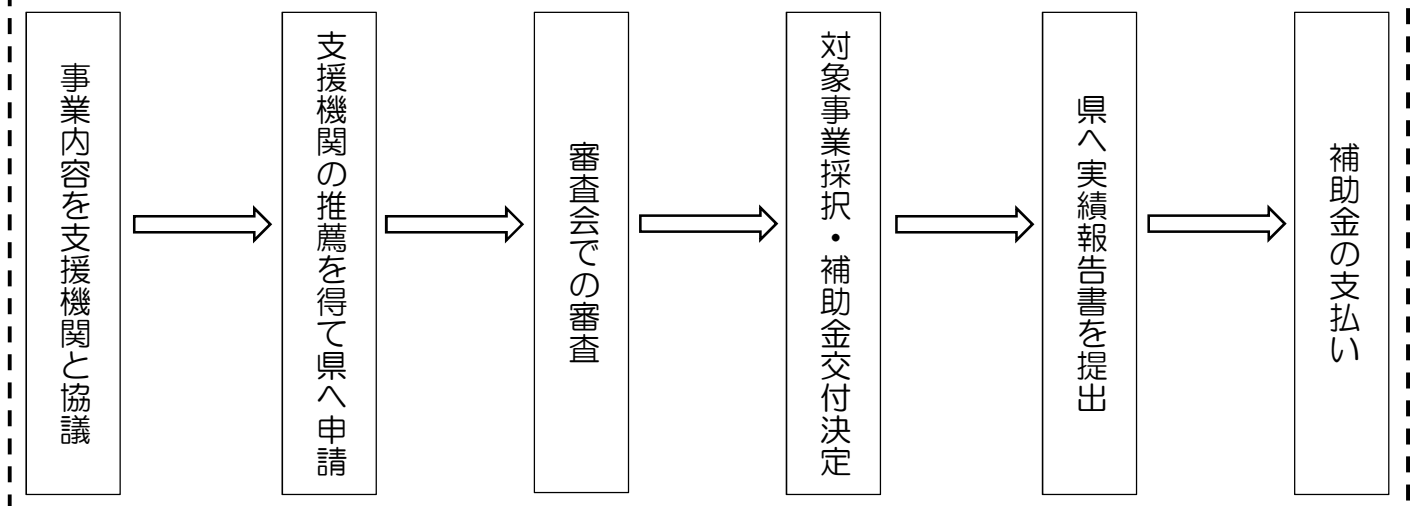 事業内容を支援機関と協議
支援機関の推薦を得て県へ申請
審査会での審査
対象事業採択・補助金交付決定
県へ実績報告書を提出
補助金の支払い